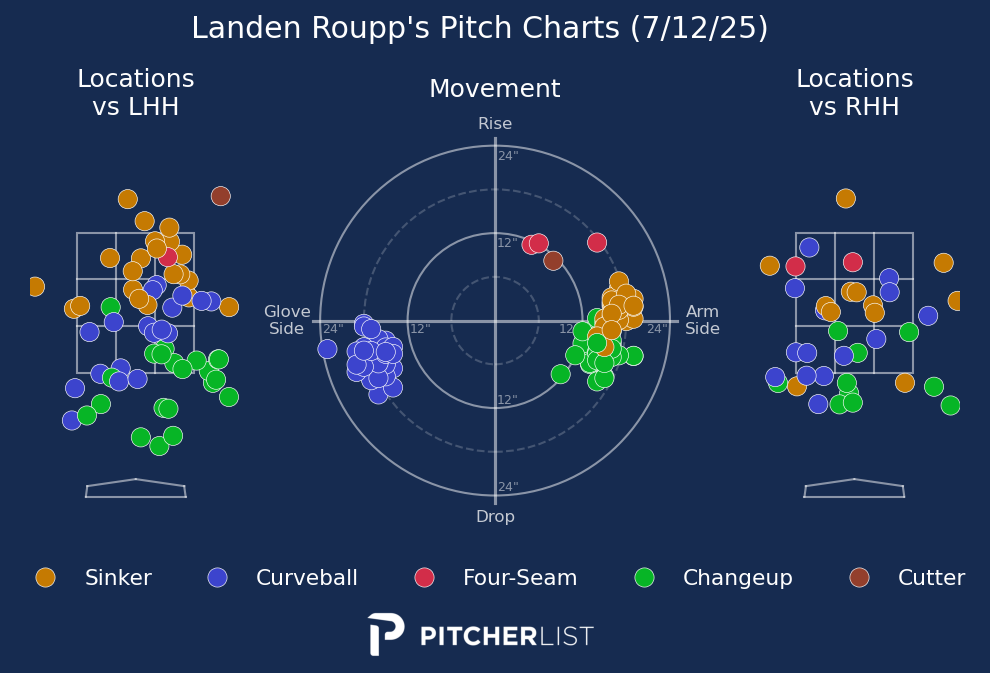 Landen Roupp's Pitch Charts (7/12/25)
Locations
vs LHH
Movement
Locations
vs RHH
Rise
24"
12"
Glove
Side
24"
12"
12"
24"
Arm
Side
12"
24"
Drop
Sinker
Curveball
Four-Seam
Changeup
Cutter
PITCHERLIST